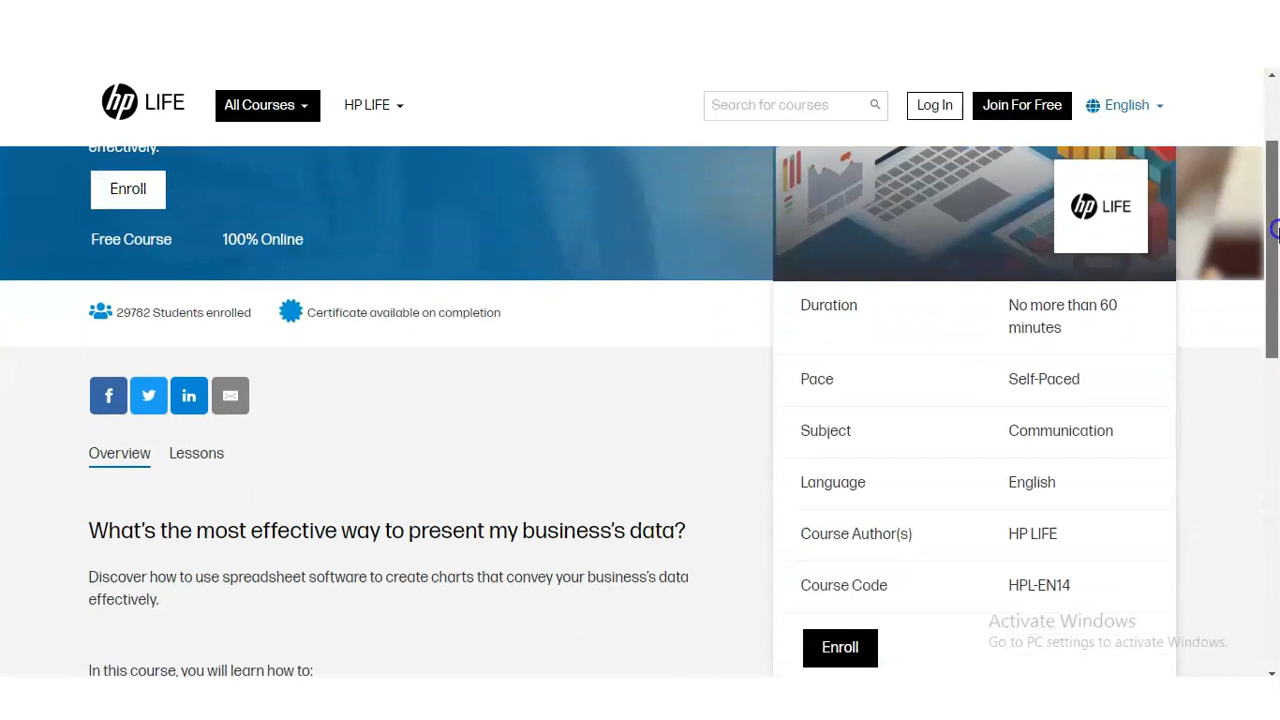 hp LIFE
All Courses
HP LIFE
Search for courses
Log In
Join For Free
English
effectively.
Enroll
hp LIFE
Free Course
100% Online
29782 Students enrolled
Certificate available on completion
Duration
No more than 60
minutes
Pace
Self-Paced
Subject
Communication
Language
English
Course Author(s)
HP LIFE
Course Code
HPL-EN14
Enroll
f
in
Overview
Lessons
What's the most effective way to present my business's data?
Discover how to use spreadsheet software to create charts that convey your business's data
effectively.
In this course, you will learn how to:
Activate Windows
Go to PC settings to activate Windows.